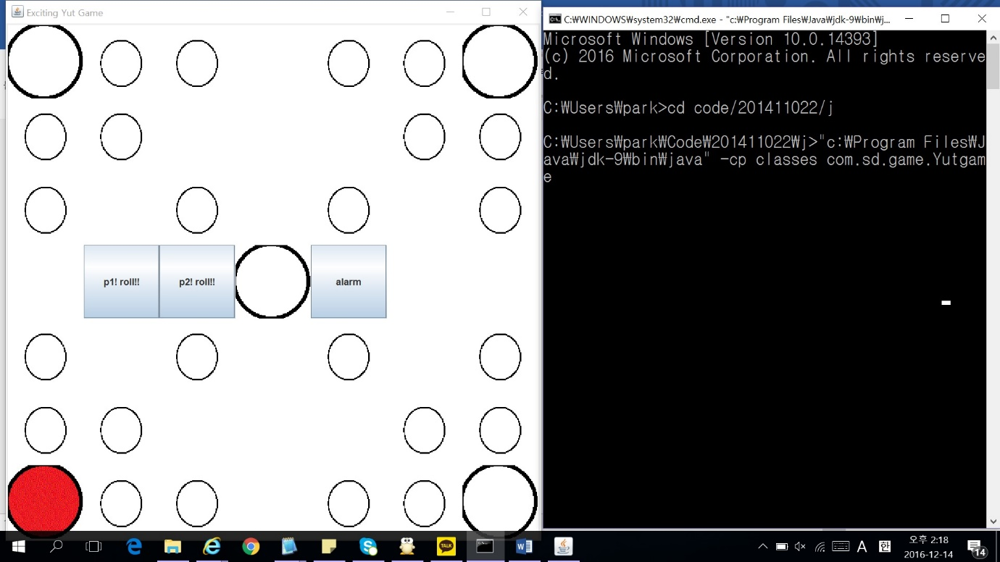 Exciting Yut Game
p1! roll!!
p2! roll!!
alarm
C:₩WINDOWS₩system32₩cmd.exe - "c:₩Program Files₩Java₩jdk-9₩bin₩j...
Microsoft Windows [Version 10.0.14393]
(c) 2016 Microsoft Corporation. All rights reserve
d.
C:₩Users₩park>cd code/201411022/j
C:₩Users₩park₩Code₩201411022₩j>"c:₩Program Files₩J
ava₩jdk-9₩bin₩java" -cp classes com.sd.game.Yutgam
e
TALK
A
한
오후 2:18
2016-12-14
14